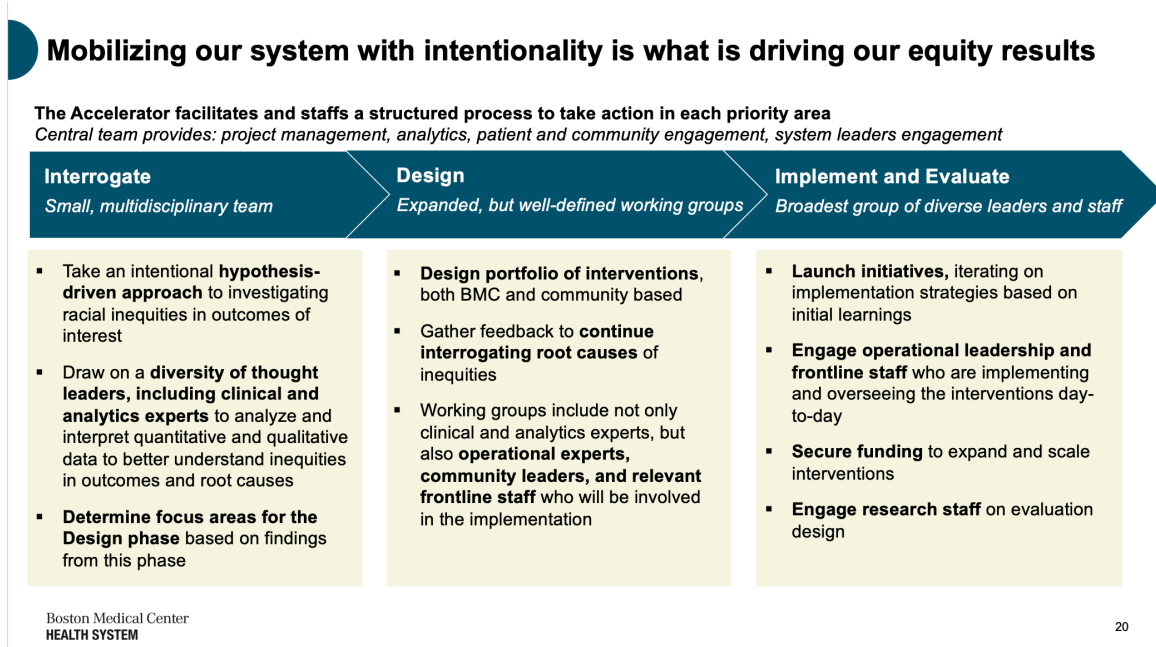 Mobilizing our system with intentionality is what is driving our equity results
The Accelerator facilitates and staffs a structured process to take action in each priority area
Central team provides: project management, analytics, patient and community engagement, system leaders engagement
Interrogate
Small, multidisciplinary team
▪ Take an intentional hypothesis-
driven approach to investigating
racial inequities in outcomes of
interest
▪ Draw on a diversity of thought
leaders, including clinical and
analytics experts to analyze and
interpret quantitative and qualitative
data to better understand inequities
in outcomes and root causes
▪ Determine focus areas for the
Design phase based on findings
from this phase
Design
Expanded, but well-defined working groups
▪ Design portfolio of interventions,
both BMC and community based
▪ Gather feedback to continue
interrogating root causes of
inequities
▪ Working groups include not only
clinical and analytics experts, but
also operational experts,
community leaders, and relevant
frontline staff who will be involved
in the implementation
Implement and Evaluate
Broadest group of diverse leaders and staff
▪ Launch initiatives, iterating on
implementation strategies based on
initial learnings
▪ Engage operational leadership and
frontline staff who are implementing
and overseeing the interventions day-
to-day
▪ Secure funding to expand and scale
interventions
▪ Engage research staff on evaluation
design
Boston Medical Center
HEALTH SYSTEM
20